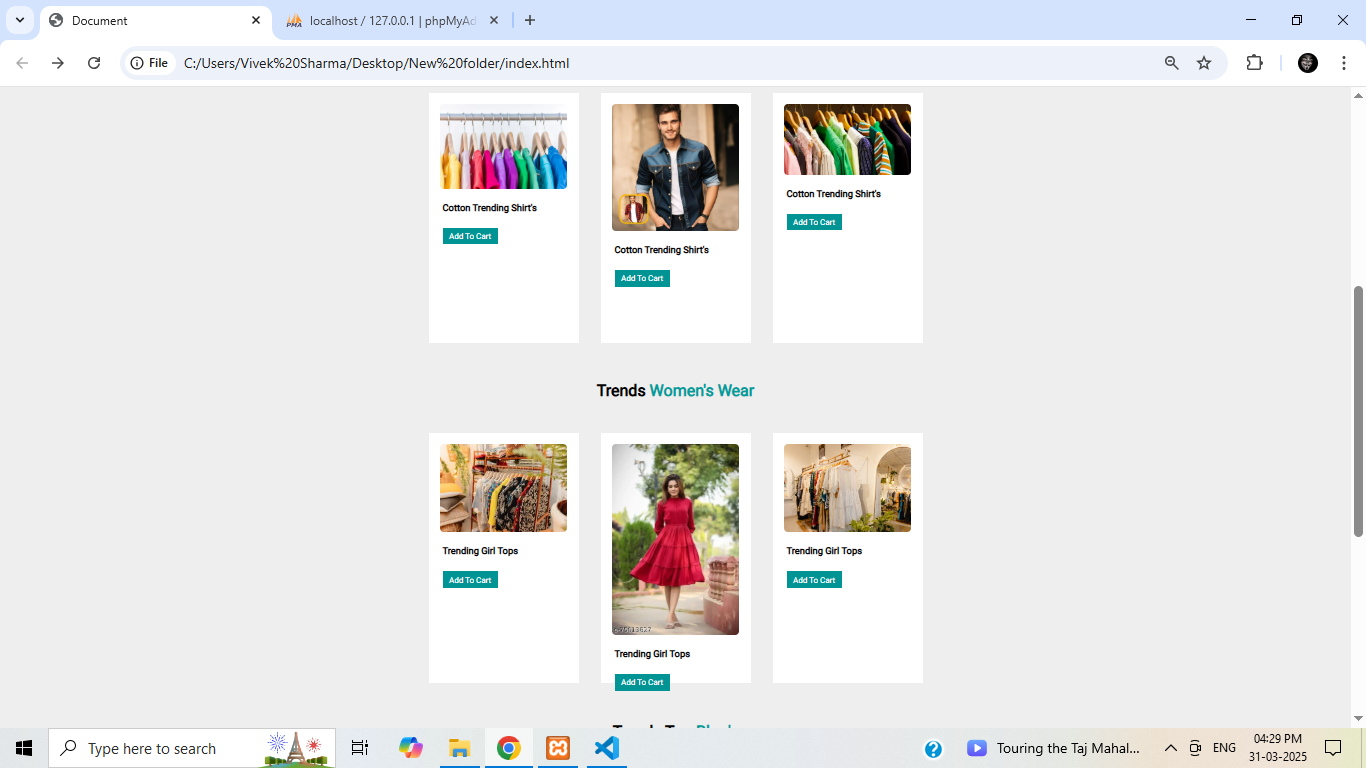 Document
localhost / 127.0.0.1 | phpMyAd
File
C:/Users/Vivek%20Sharma/Desktop/New%20folder/index.html
Cotton Trending Shirt's
Add To Cart
Cotton Trending Shirt's
Add To Cart
Cotton Trending Shirt's
Add To Cart
Trends Women's Wear
Trending Girl Tops
Add To Cart
Trending Girl Tops
Add To Cart
Trending Girl Tops
Add To Cart
Type here to search
Touring the Taj Mahal...
ENG
04:29 PM
31-03-2025